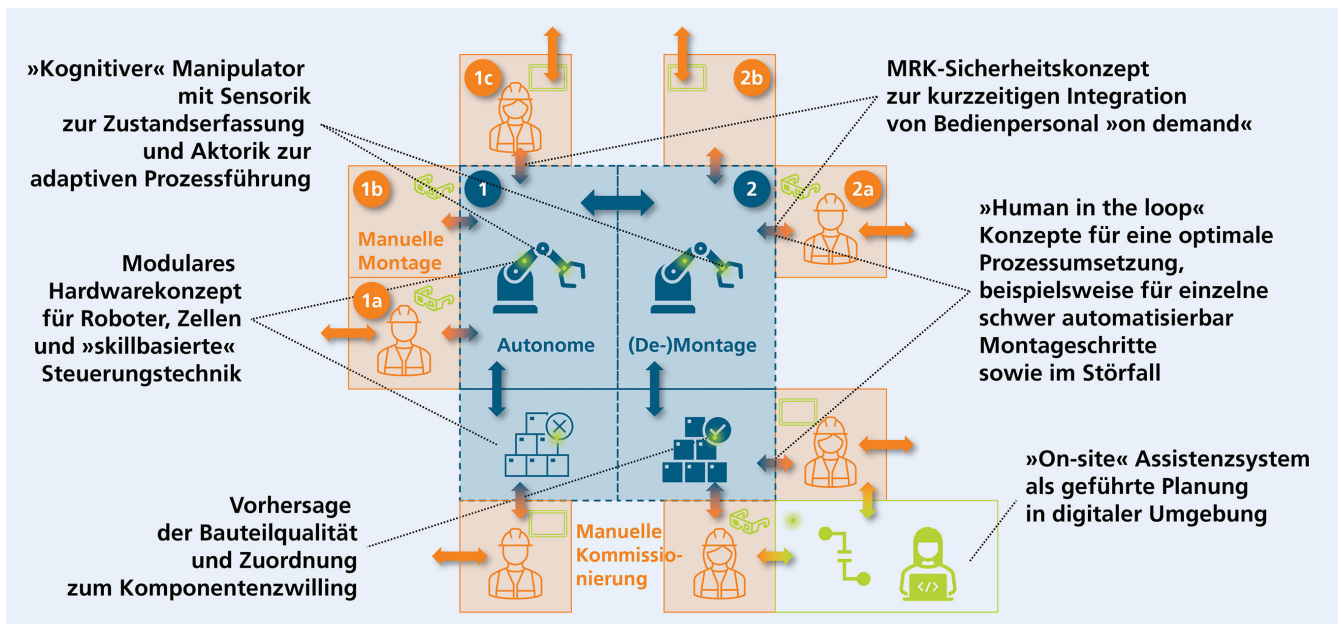 »Kognitiver« Manipulator
mit Sensorik
zur Zustandserfassung
und Aktorik zur
adaptiven Prozessführung
Modulares
Hardwarekonzept
für Roboter, Zellen
und »skillbasierte«
Steuerungstechnik
Vorhersage
der Bauteilqualität
und Zuordnung
zum Komponentenzwilling
1c
2b
1b
1
2
2a
Manuelle
Montage
1a
Autonome
(De-)Montage
Manuelle
Kommissio-
nierung
</>
MRK-Sicherheitskonzept
zur kurzzeitigen Integration
von Bedienpersonal »on demand«
»Human in the loop«
Konzepte für eine optimale
Prozessumsetzung,
beispielsweise für einzelne
schwer automatisierbar
Montageschritte
sowie im Störfall
»On-site« Assistenzsystem
als geführte Planung
in digitaler Umgebung